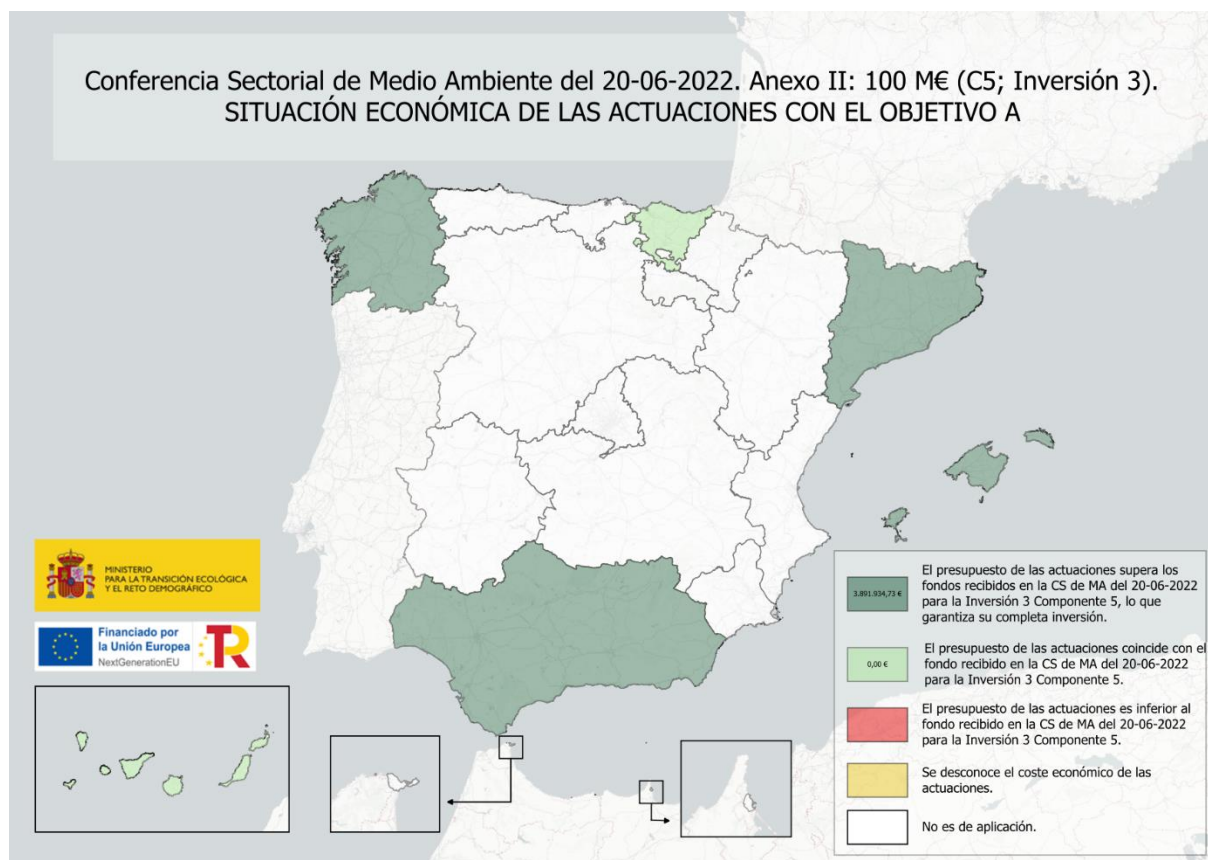 Conferencia Sectorial de Medio Ambiente del 20-06-2022. Anexo II: 100 M€ (C5; Inversión 3).
SITUACIÓN ECONÓMICA DE LAS ACTUACIONES CON EL OBJETIVO A
MINISTERIO
PARA LA TRANSICIÓN ECOLÓGICA
Y EL RETO DEMOGRÁFICO
Financiado por
la Unión Europea
NextGenerationEU
TR
3.891.934,73 €
El presupuesto de las actuaciones supera los
fondos recibidos en la CS de MA del 20-06-2022
para la Inversión 3 Componente 5, lo que
garantiza su completa inversión.
0,00 €
El presupuesto de las actuaciones coincide con el
fondo recibido en la CS de MA del 20-06-2022
para la Inversión 3 Componente 5.
El presupuesto de las actuaciones es inferior al
fondo recibido en la CS de MA del 20-06-2022
para la Inversión 3 Componente 5.
Se desconoce el coste económico de las
actuaciones.
No es de aplicación.